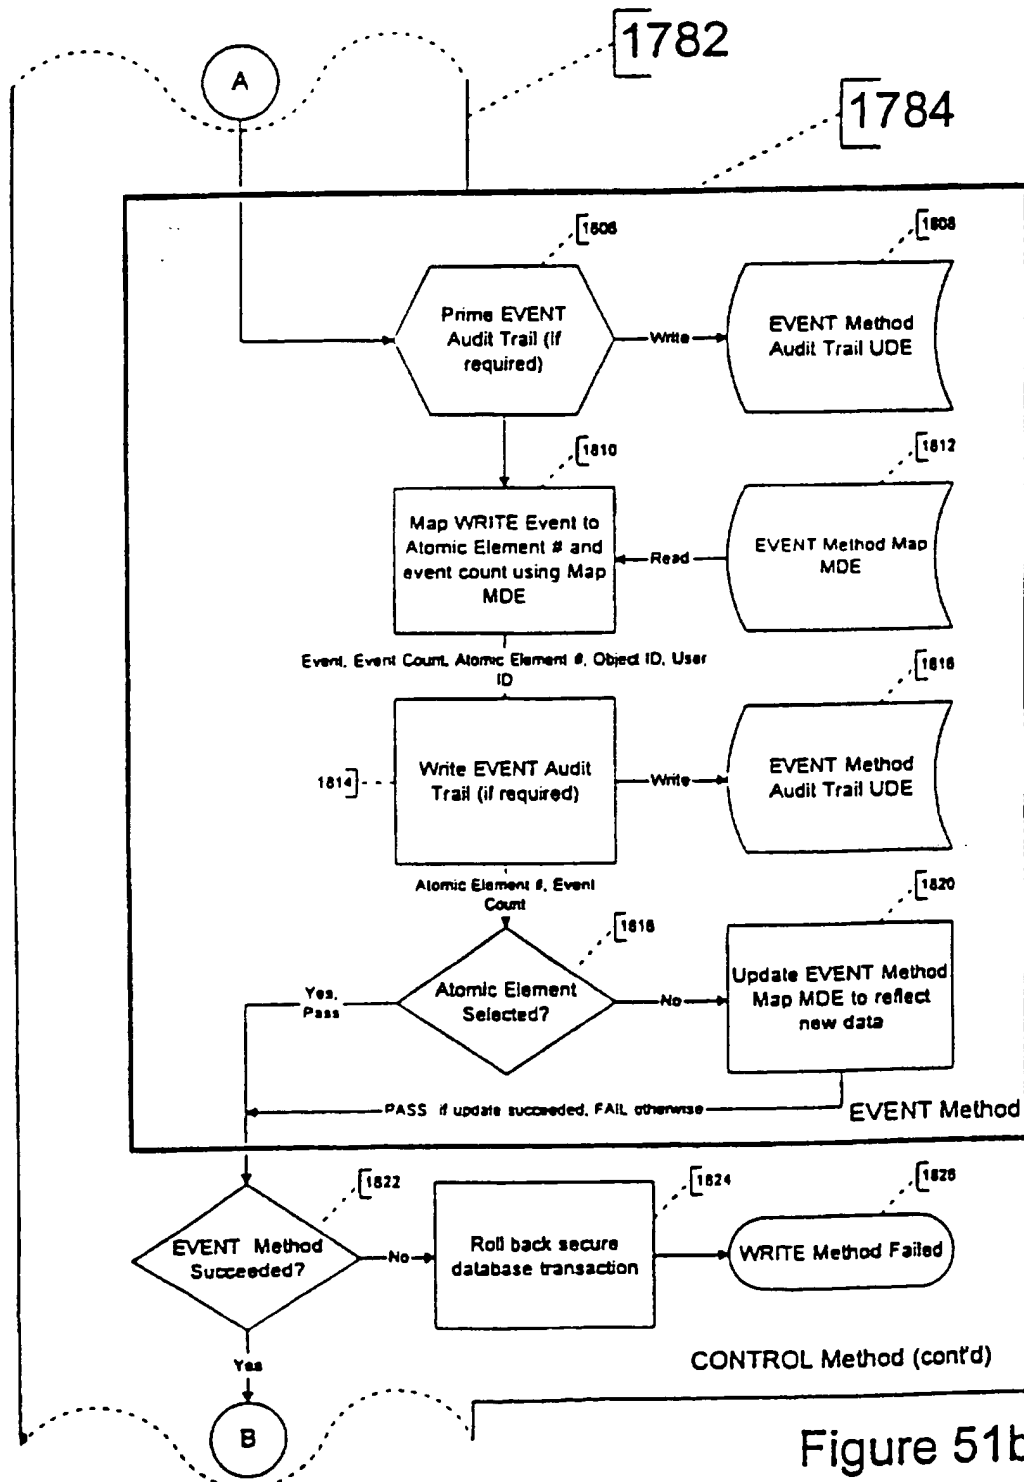 1782
A
1784
1806
1808
Prime EVENT
Audit Trail (if
required)
Write
EVENT Method
Audit Trail UDE
1810
1812
Map WRITE Event to
Atomic Element # and
event count using Map
MDE
Read
EVENT Method Map
MDE
Event, Event Count, Atomic Element #, Object ID, User
ID
1816
1814
Write EVENT Audit
Trail (if required)
Write
EVENT Method
Audit Trail UDE
Atomic Element #, Event
Count
1818
1820
Yes,
Pass
Atomic Element
Selected?
No
Update EVENT Method
Map MDE to reflect
new data
PASS if update succeeded, FAIL otherwise
EVENT Method
1822
1824
1826
EVENT Method
Succeeded?
No
Roll back secure
database transaction
WRITE Method Failed
Yes
CONTROL Method (cont'd)
B
Figure 51b